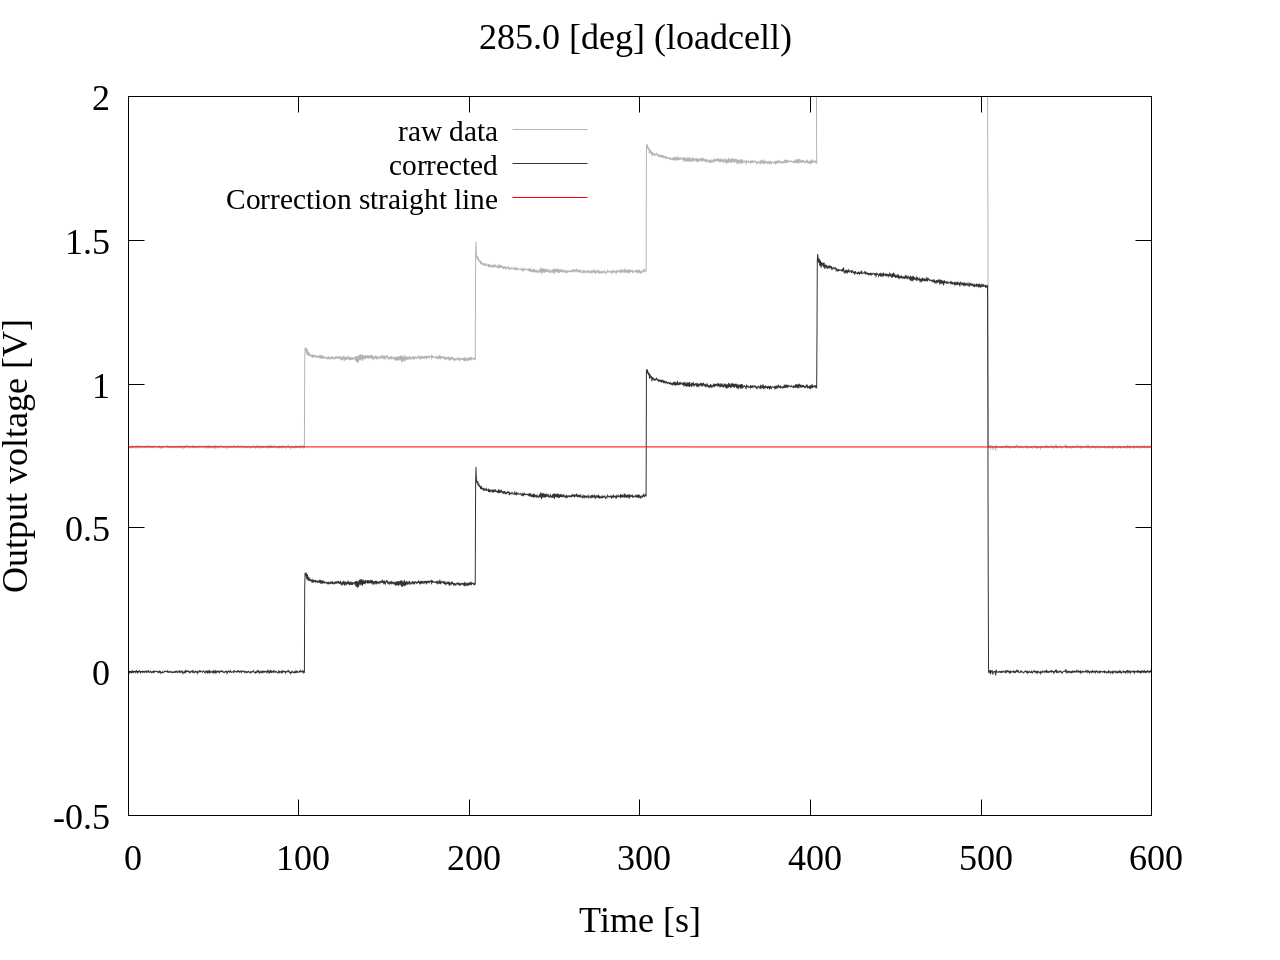 285.0 [deg] (loadcell)
2
1.5
1
0.5
0
-0.5
raw data
corrected
Correction straight line
Output voltage [V]
0 100 200 300 400 500 600
Time [s]